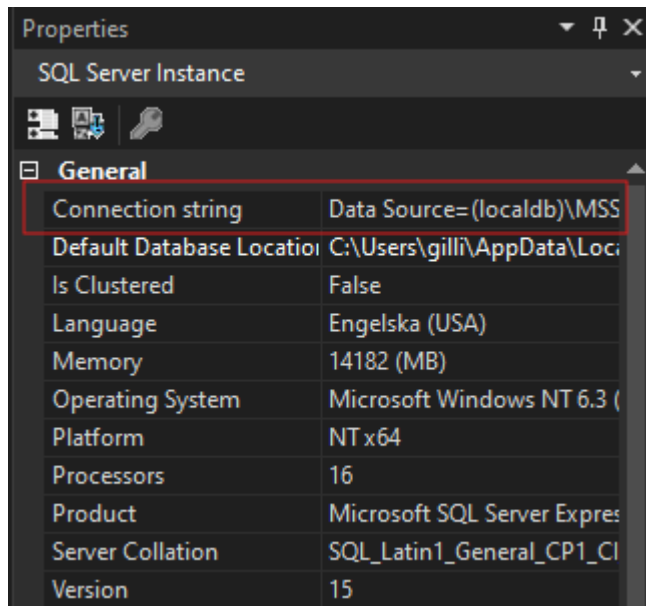 Properties
SQL Server Instance
General
Connection string Data Source=(localdb)\MSS
Default Database Locatio C:\Users\gilli\AppData\Loca
Is Clustered False
Language Engelska (USA)
Memory 14182 (MB)
Operating System Microsoft Windows NT 6.3 (
Platform NT x64
Processors 16
Product Microsoft SQL Server Expres
Server Collation SQL_Latin1_General_CP1_CI
Version 15